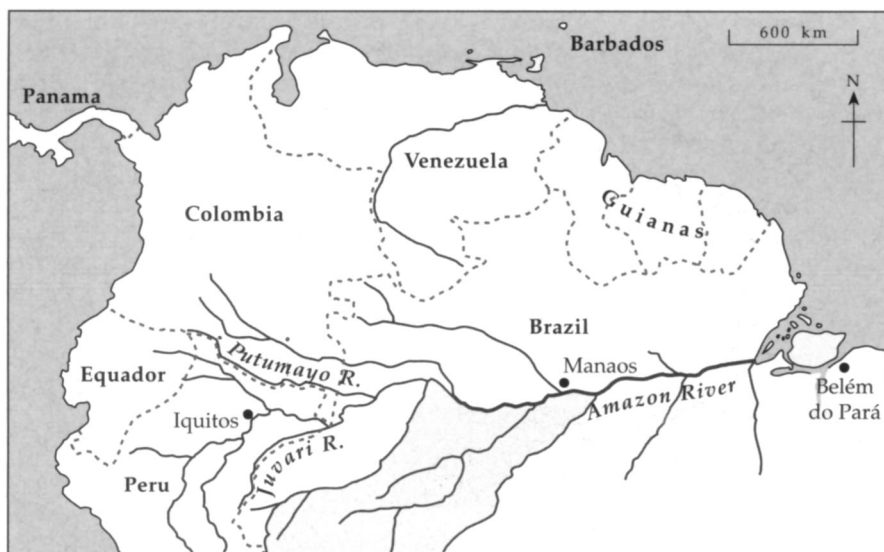 600 km
Barbados
N
Panama
Venezuela
Guianas
Colombia
Brazil
Putumayo R.
Manaos
Equador
Amazon River
Belém
do Pará
Iquitos
Juvari R.
Peru